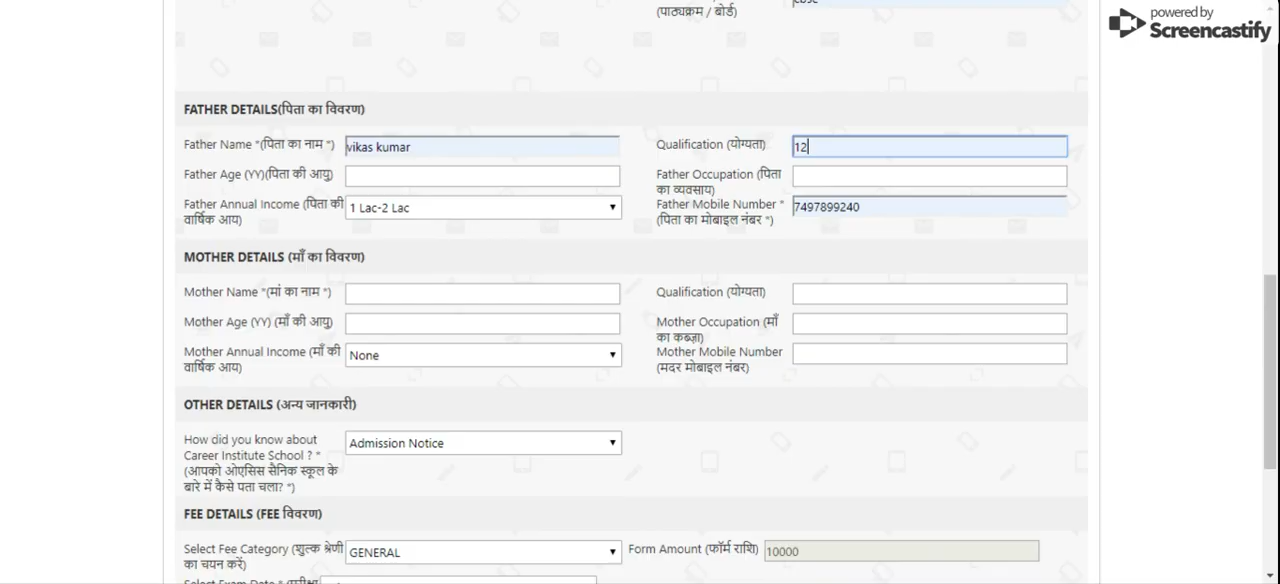 powered by
Screencastify
(पाठ्यक्रम / बोर्ड)
FATHER DETAILS(पिता का विवरण)
Father Name *(पिता का नाम *) vikas kumar Qualification (योग्यता) 12
Father Age (YY)(पिता की आयु) Father Occupation (पिता
का व्यवसाय)
Father Annual Income (पिता की 1 Lac-2 Lac Father Mobile Number * 7497899240
वार्षिक आय) (पिता का मोबाइल नंबर *)
MOTHER DETAILS (माँ का विवरण)
Mother Name *(मां का नाम *) Qualification (योग्यता)
Mother Age (YY) (माँ की आयु) Mother Occupation (माँ
का कब्ज़ा)
Mother Annual Income (माँ की None Mother Mobile Number
वार्षिक आय) (मदर मोबाइल नंबर)
OTHER DETAILS (अन्य जानकारी)
How did you know about Admission Notice
Career Institute School ? *
(आपको ओएसिस सैनिक स्कूल के
बारे में कैसे पता चला? *)
FEE DETAILS (FEE विवरण)
Select Fee Category (शुल्क श्रेणी GENERAL Form Amount (फॉर्म राशि) 10000
का चयन करें)